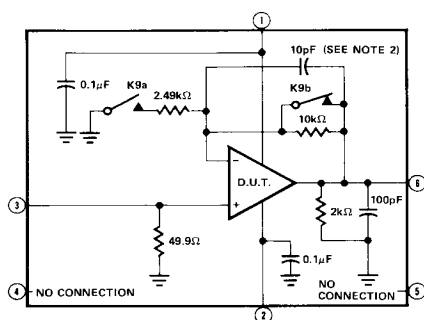 1
10pF (SEE NOTE 2)
0.1μF
K9a
2.49kΩ
K9b
10kΩ
−
D.U.T.
+
6
3
2kΩ
100pF
49.9Ω
0.1μF
4 NO CONNECTION
NO CONNECTION 5
2